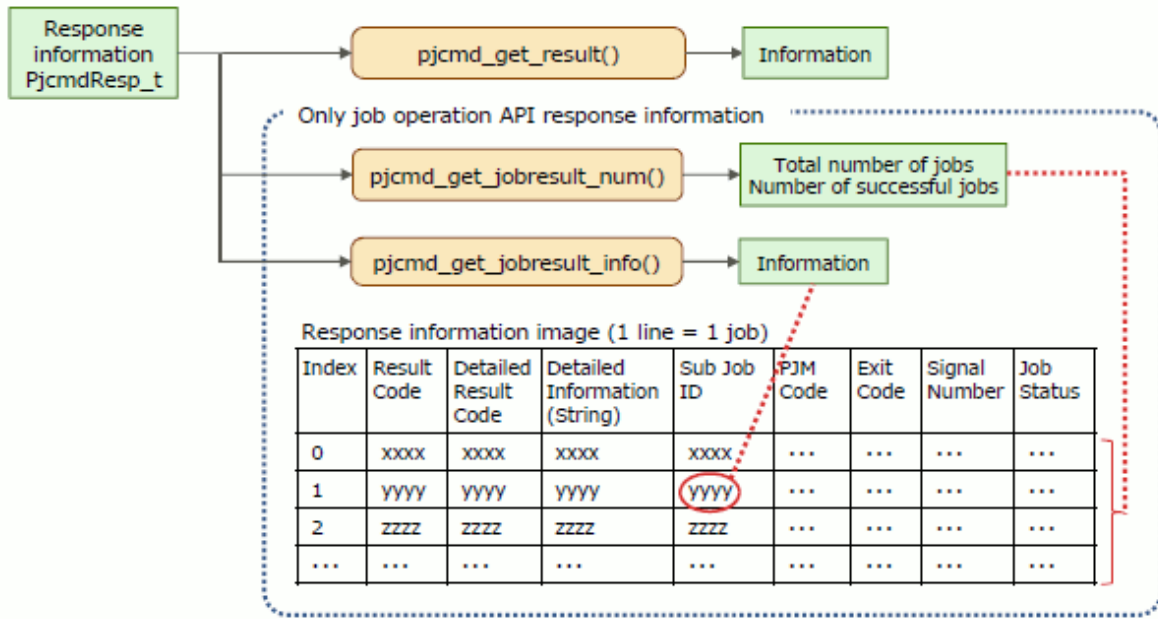 Response
information
PjcmdResp_t
pjcmd_get_result()
Information
Only job operation API response information
pjcmd_get_jobresult_num()
Total number of jobs
Number of successful jobs
pjcmd_get_jobresult_info()
Information
Response information image (1 line = 1 job)
Index Result Code Detailed Result Code Detailed Information (String) Sub Job ID PJM Code Exit Code Signal Number Job Status
0 xxxx xxxx xxxx xxxx ... ... ... ...
1 yyyy yyyy yyyy yyyy ... ... ... ...
2 zzzz zzzz zzzz zzzz ... ... ... ...
... ... ... ... ... ... ... ... ...